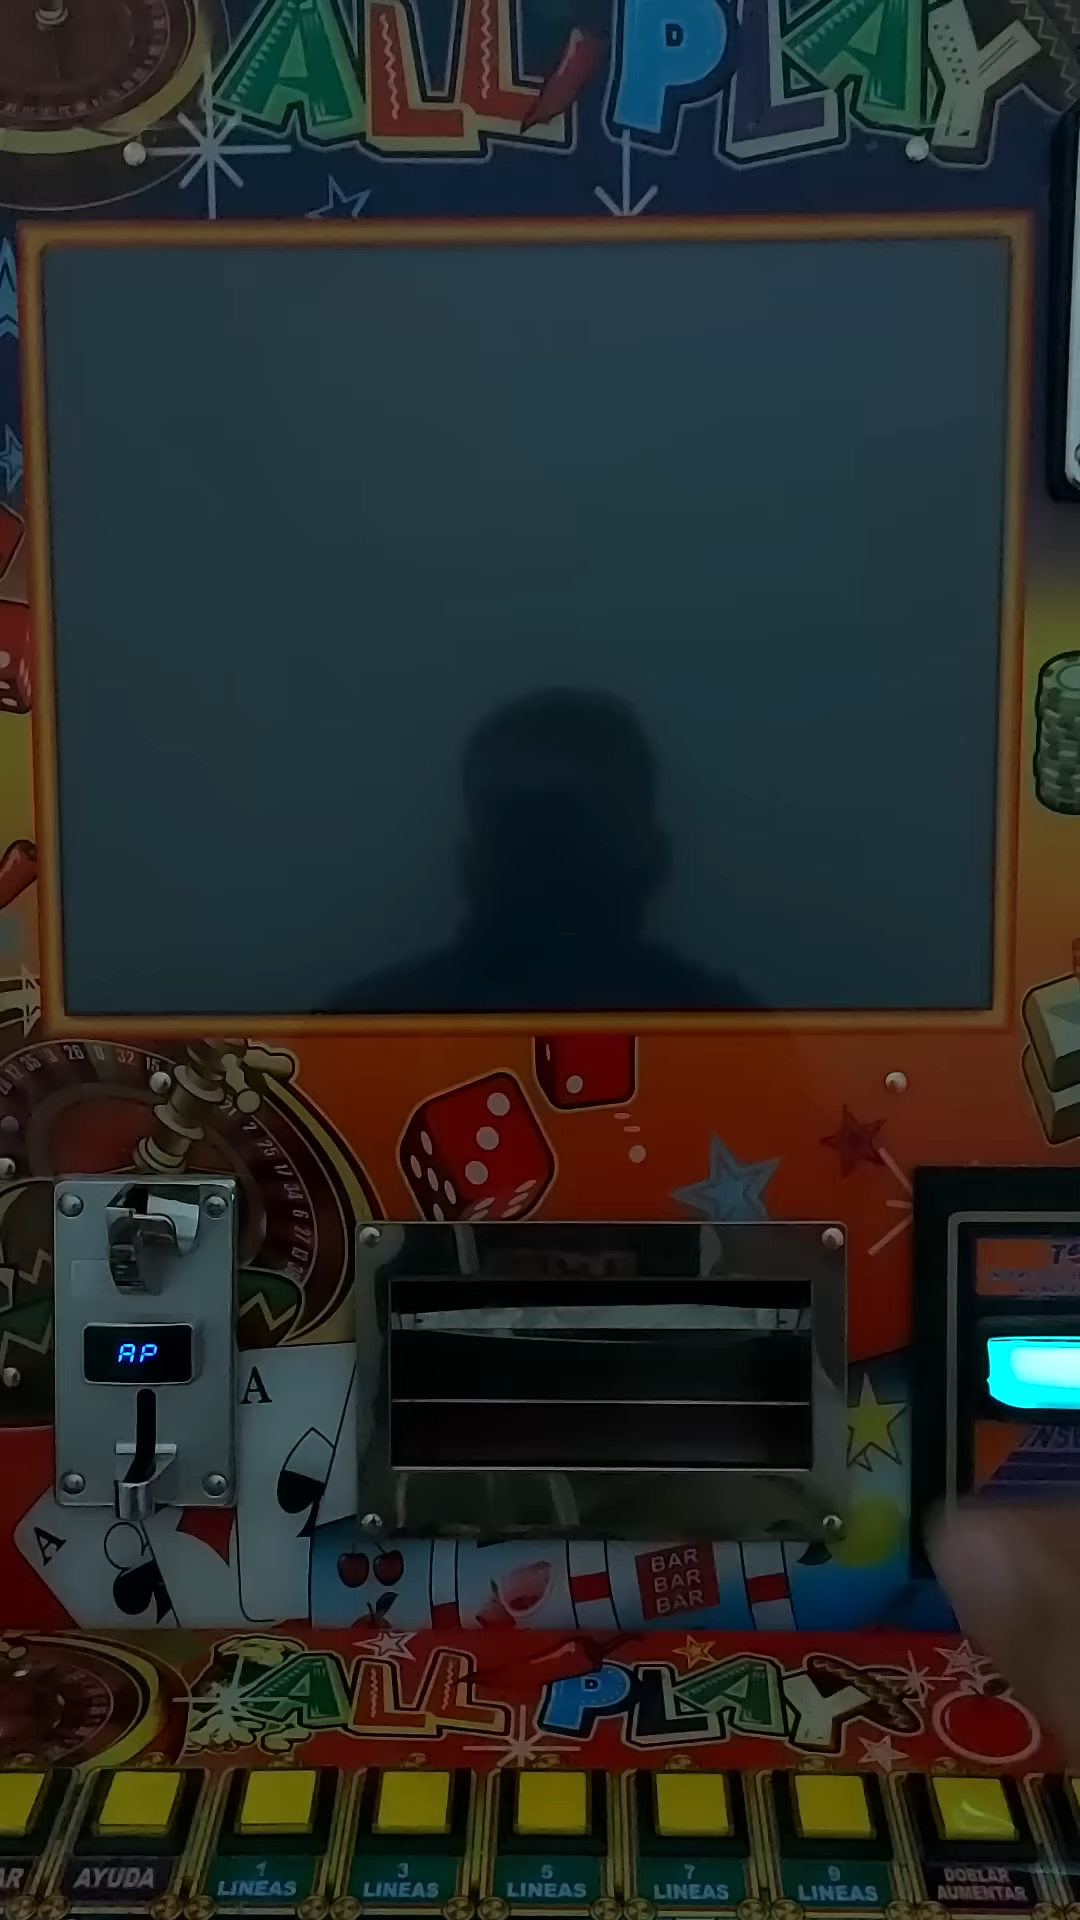 ALL PLAY
AP
A
A
BAR
BAR
BAR
ALL PLAY
AYUDA
1
LINEAS
3
LINEAS
5
LINEAS
7
LINEAS
9
LINEAS
DOBLAR
AUMENTAR